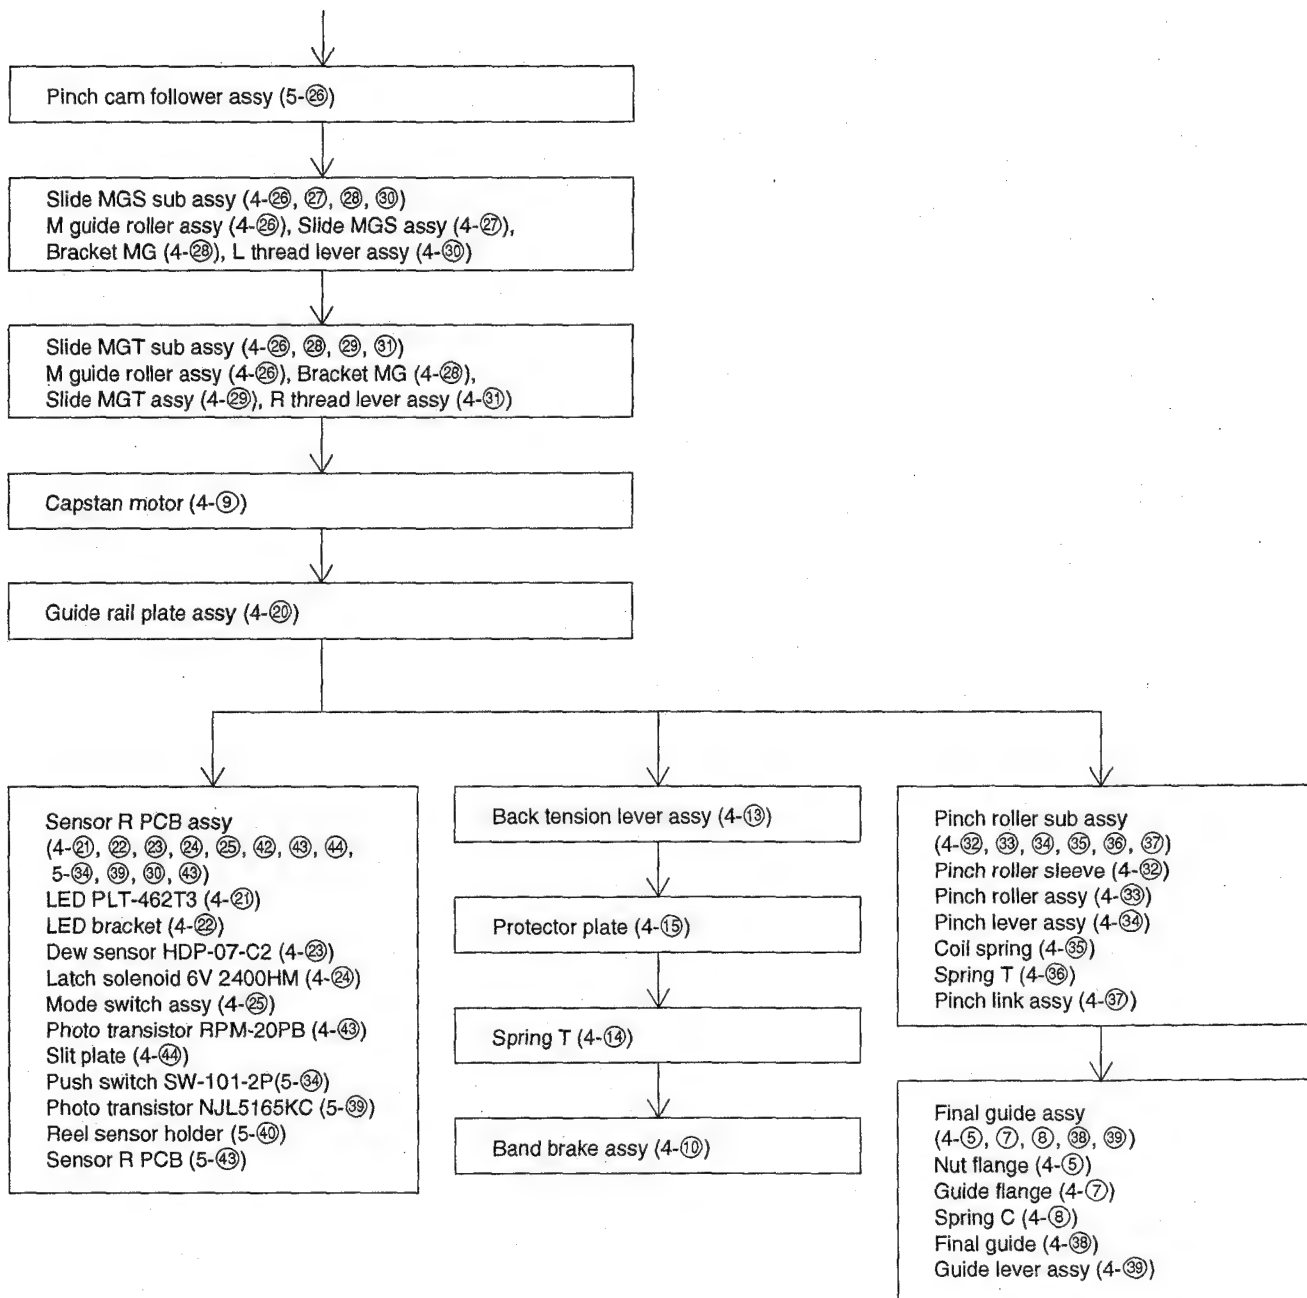 Pinch cam follower assy (5-㉖)
Slide MGS sub assy (4-㉖, ㉗, ㉘, ㉚)
M guide roller assy (4-㉖), Slide MGS assy (4-㉗),
Bracket MG (4-㉘), L thread lever assy (4-㉚)
Slide MGT sub assy (4-㉖, ㉘, ㉙, ㉛)
M guide roller assy (4-㉖), Bracket MG (4-㉘),
Slide MGT assy (4-㉙), R thread lever assy (4-㉛)
Capstan motor (4-⑨)
Guide rail plate assy (4-⑳)
Sensor R PCB assy
(4-㉑, ㉒, ㉓, ㉔, ㉕, ㊷, ㊸, ㊹,
5-㉞, ㊴, ㉚, ㊸)
LED PLT-462T3 (4-㉑)
LED bracket (4-㉒)
Dew sensor HDP-07-C2 (4-㉓)
Latch solenoid 6V 2400HM (4-㉔)
Mode switch assy (4-㉕)
Photo transistor RPM-20PB (4-㊸)
Slit plate (4-㊹)
Push switch SW-101-2P(5-㉞)
Photo transistor NJL5165KC (5-㊴)
Reel sensor holder (5-㊵)
Sensor R PCB (5-㊸)
Back tension lever assy (4-⑬)
Protector plate (4-⑮)
Spring T (4-⑭)
Band brake assy (4-⑩)
Pinch roller sub assy
(4-㉜, ㉝, ㉞, ㉟, ㊱, ㊲)
Pinch roller sleeve (4-㉜)
Pinch roller assy (4-㉝)
Pinch lever assy (4-㉞)
Coil spring (4-㉟)
Spring T (4-㊱)
Pinch link assy (4-㊲)
Final guide assy
(4-⑤, ⑦, ⑧, ㊳, ㊴)
Nut flange (4-⑤)
Guide flange (4-⑦)
Spring C (4-⑧)
Final guide (4-㊳)
Guide lever assy (4-㊴)